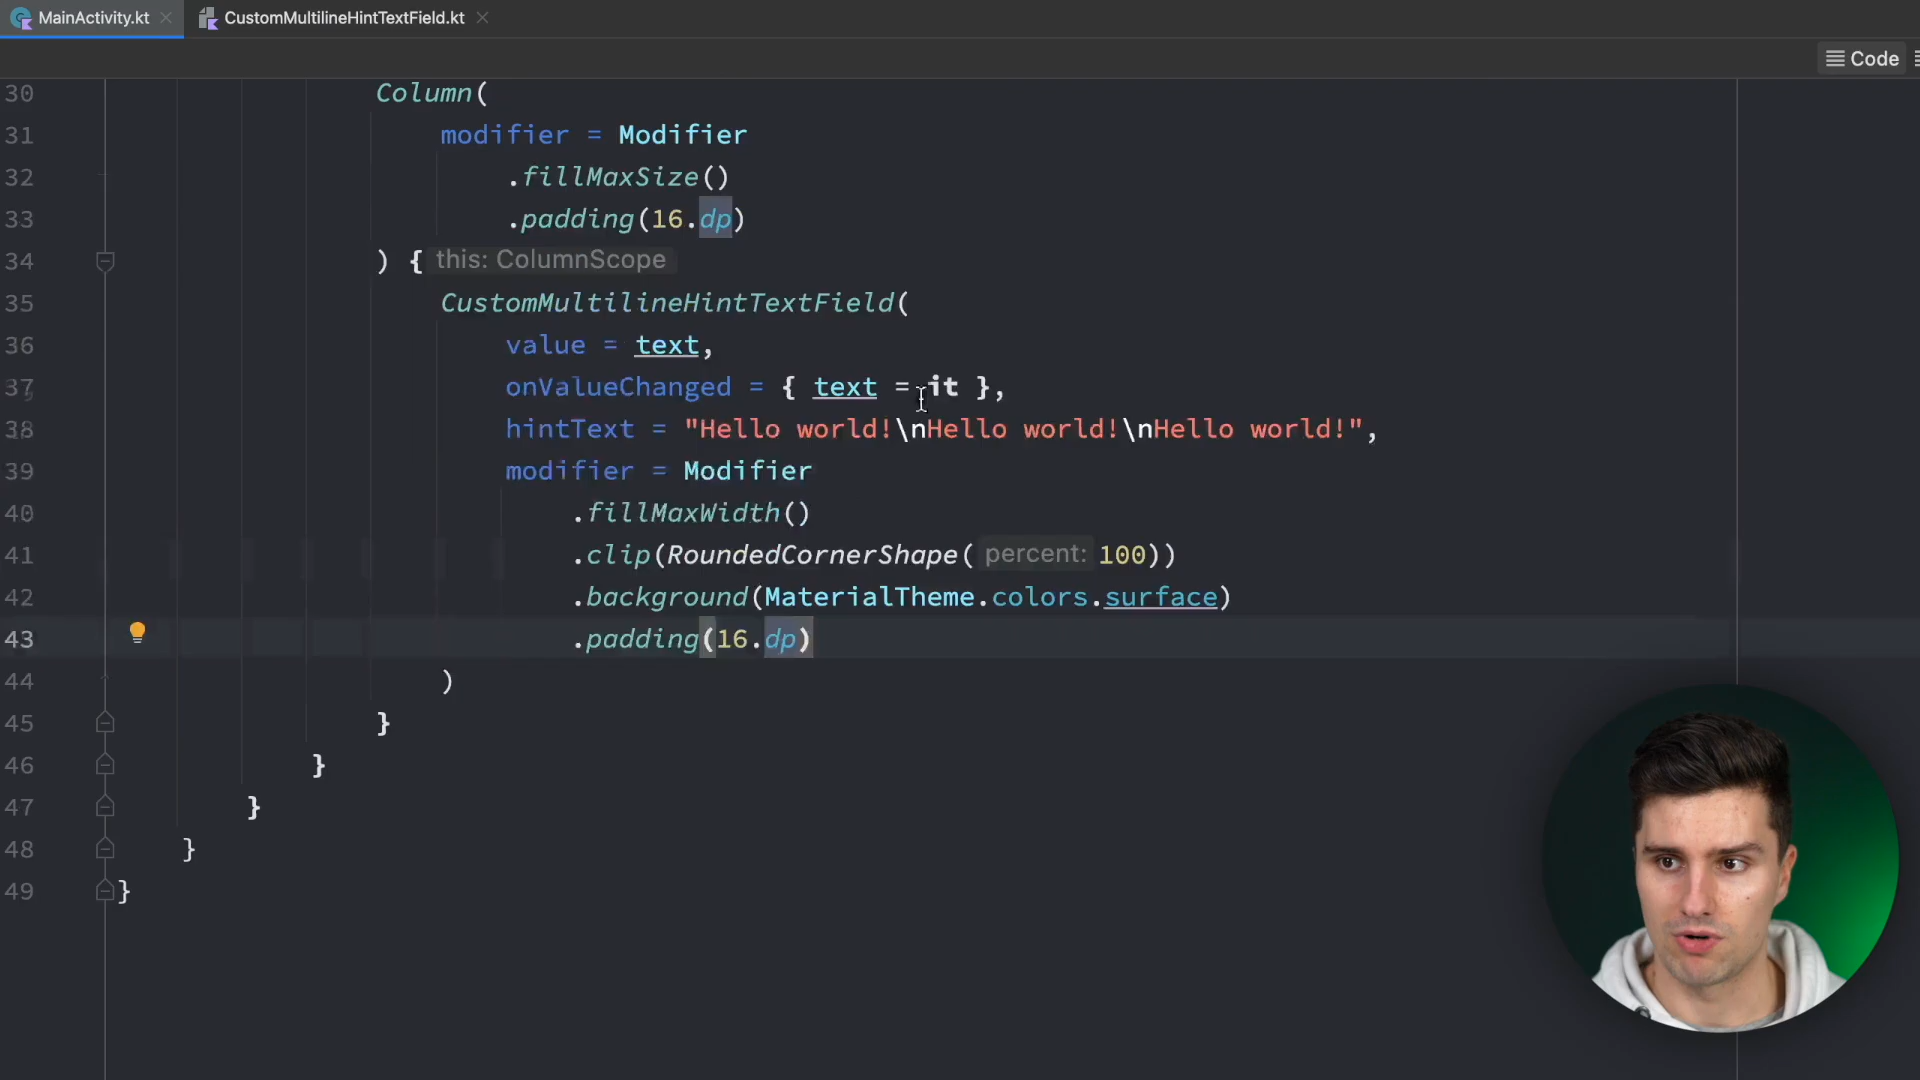 MainActivity.kt CustomMultilineHintTextField.kt
Code
30 Column(
31 modifier = Modifier
32 .fillMaxSize()
33 .padding(16.dp)
34 ) { this: ColumnScope
35 CustomMultilineHintTextField(
36 value = text,
37 onValueChanged = { text = it },
38 hintText = "Hello world!\nHello world!\nHello world!",
39 modifier = Modifier
40 .fillMaxWidth()
41 .clip(RoundedCornerShape( percent: 100))
42 .background(MaterialTheme.colors.surface)
43 .padding(16.dp)
44 )
45 }
46 }
47 }
48 }
49 }